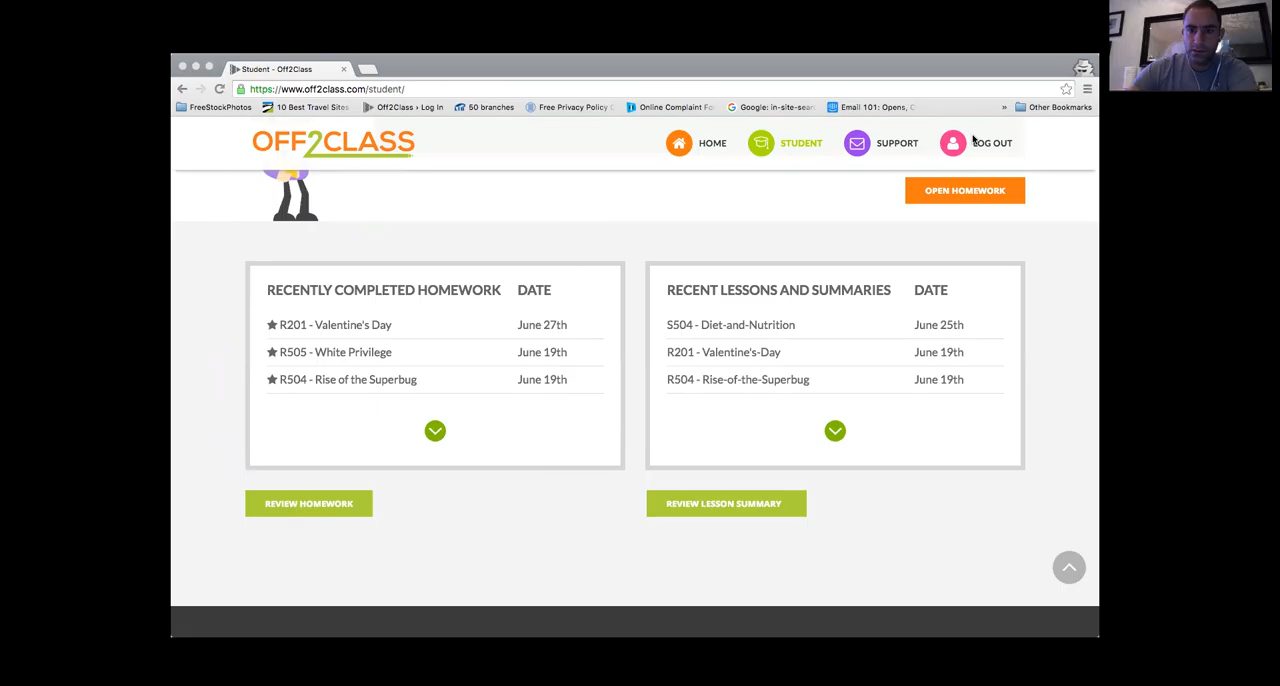 Student - Off2Class
https://www.off2class.com/student/
FreeStockPhotos 10 Best Travel Sites Off2Class › Log In 50 branches Free Privacy Policy Online Complaint Fo Google: in-site-sear Email 101: Opens, C » Other Bookmarks
OFF2CLASS HOME STUDENT SUPPORT LOG OUT
OPEN HOMEWORK
RECENTLY COMPLETED HOMEWORK DATE
R201 - Valentine's Day June 27th
R505 - White Privilege June 19th
R504 - Rise of the Superbug June 19th
REVIEW HOMEWORK
RECENT LESSONS AND SUMMARIES DATE
S504 - Diet-and-Nutrition June 25th
R201 - Valentine's-Day June 19th
R504 - Rise-of-the-Superbug June 19th
REVIEW LESSON SUMMARY